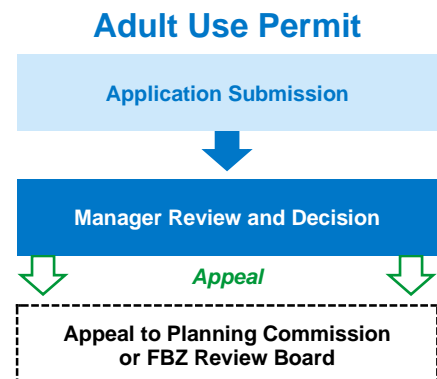 Adult Use Permit
Application Submission
Manager Review and Decision
Appeal
Appeal to Planning Commission
or FBZ Review Board